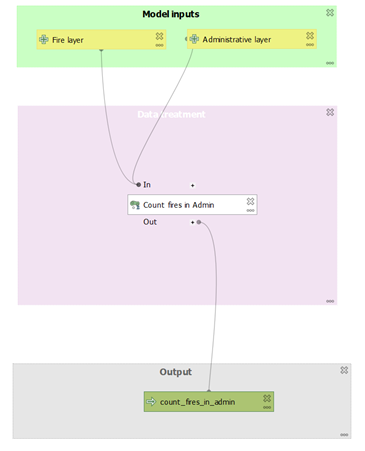 Model inputs
Fire layer
Administrative layer
Data treatment
In
Count fires in Admin
Out
Output
count_fires_in_admin